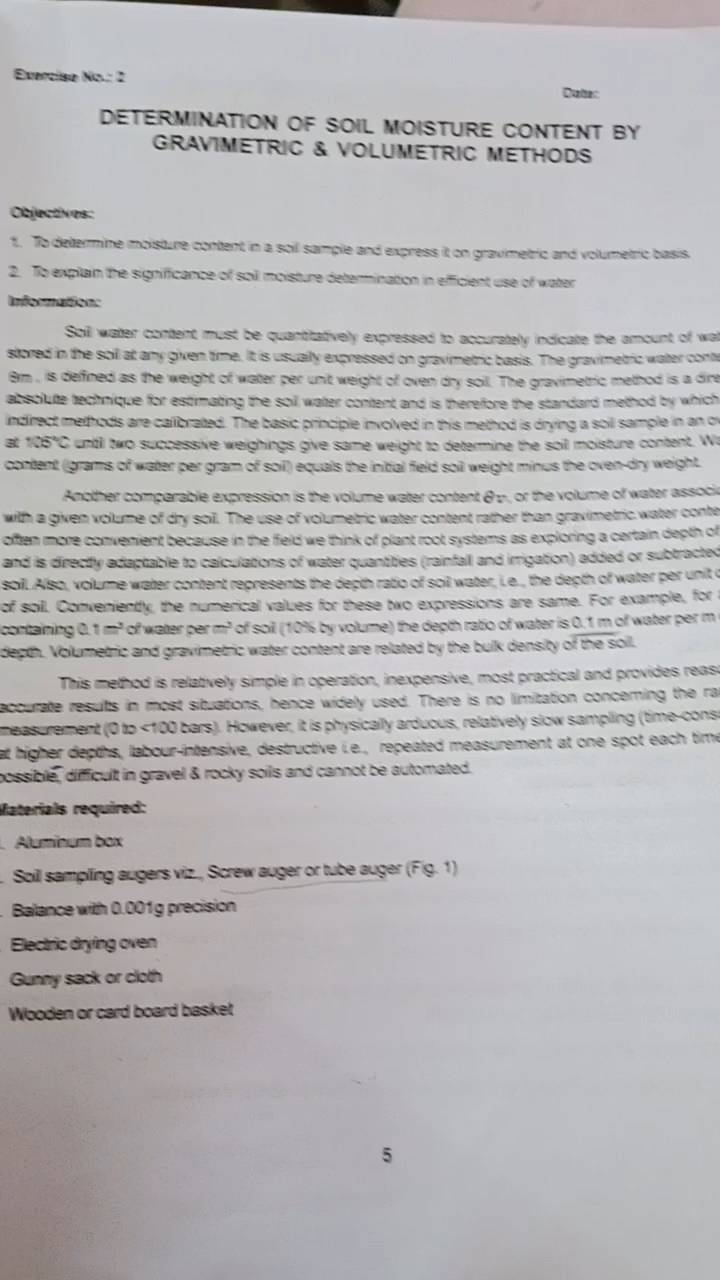 Exercise No.: 2
Date:
DETERMINATION OF SOIL MOISTURE CONTENT BY
GRAVIMETRIC & VOLUMETRIC METHODS
Objectives:
1. To determine moisture content in a soil sample and express it on gravimetric and volumetric basis.
2. To explain the significance of soil moisture determination in efficient use of water
Information:
Soil water content must be quantitatively expressed to accurately indicate the amount of wat
stored in the soil at any given time. It is usually expressed on gravimetric basis. The gravimetric water conte
θm , is defined as the weight of water per unit weight of oven dry soil. The gravimetric method is a dire
absolute technique for estimating the soil water content and is therefore the standard method by which
indirect methods are calibrated. The basic principle involved in this method is drying a soil sample in an ov
at 105°C until two successive weighings give same weight to determine the soil moisture content. Wa
content (grams of water per gram of soil) equals the initial field soil weight minus the oven-dry weight.
Another comparable expression is the volume water content θv, or the volume of water associ
with a given volume of dry soil. The use of volumetric water content rather than gravimetric water conte
often more convenient because in the field we think of plant root systems as exploring a certain depth of
and is directly adaptable to calculations of water quantities (rainfall and irrigation) added or subtracted
soil. Also, volume water content represents the depth ratio of soil water, i.e., the depth of water per unit
of soil. Conveniently, the numerical values for these two expressions are same. For example, for
containing 0.1 m³ of water per m³ of soil (10% by volume) the depth ratio of water is 0.1 m of water per m
depth. Volumetric and gravimetric water content are related by the bulk density of the soil.
This method is relatively simple in operation, inexpensive, most practical and provides reas
accurate results in most situations, hence widely used. There is no limitation concerning the ra
measurement (0 to <100 bars). However, it is physically arduous, relatively slow sampling (time-cons
at higher depths, labour-intensive, destructive i.e., repeated measurement at one spot each time
possible, difficult in gravel & rocky soils and cannot be automated.
Materials required:
Aluminum box
Soil sampling augers viz., Screw auger or tube auger (Fig. 1)
Balance with 0.001g precision
Electric drying oven
Gunny sack or cloth
Wooden or card board basket
5